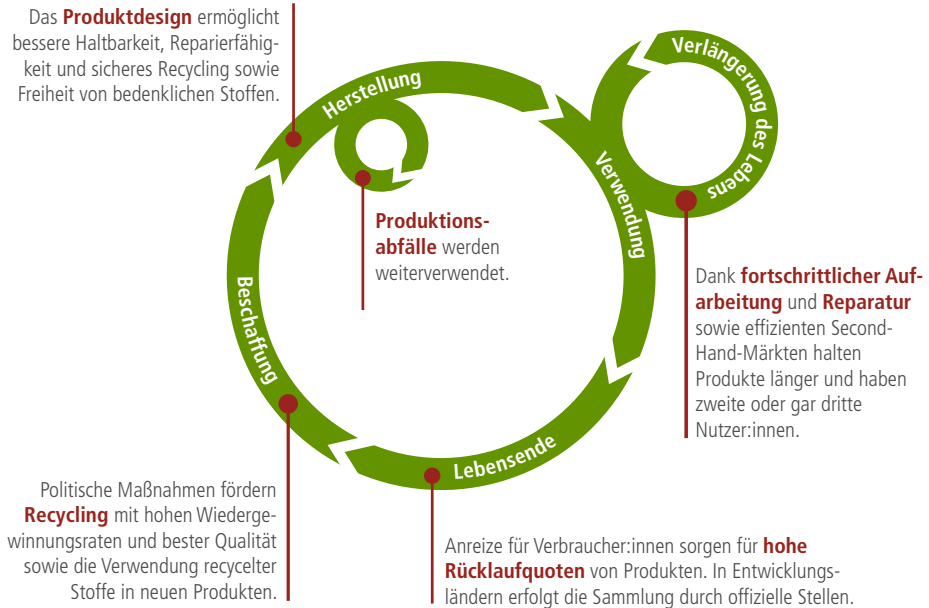 Das Produktdesign ermöglicht
bessere Haltbarkeit, Reparierfähig-
keit und sicheres Recycling sowie
Freiheit von bedenklichen Stoffen.
Herstellung
Verlängerung des Lebens
Verwendung
Produktions-
abfälle werden
weiterverwendet.
Dank fortschrittlicher Auf-
arbeitung und Reparatur
sowie effizienten Second-
Hand-Märkten halten
Produkte länger und haben
zweite oder gar dritte
Nutzer:innen.
Beschaffung
Lebensende
Politische Maßnahmen fördern
Recycling mit hohen Wiederge-
winnungsraten und bester Qualität
sowie die Verwendung recycelter
Stoffe in neuen Produkten.
Anreize für Verbraucher:innen sorgen für hohe
Rücklaufquoten von Produkten. In Entwicklungs-
ländern erfolgt die Sammlung durch offizielle Stellen.